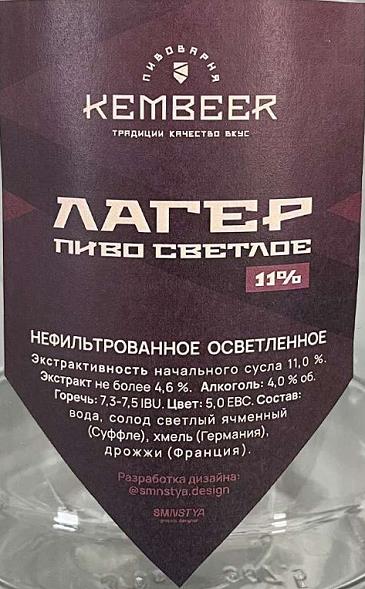 ПИВОВАРНЯ
KEMBEER
ТРАДИЦИИ КАЧЕСТВО ВКУС
ЛАГЕР
ПИВО СВЕТЛОЕ
11%
НЕФИЛЬТРОВАННОЕ ОСВЕТЛЕННОЕ
Экстрактивность начального сусла 11,0 %.
Экстракт не более 4,6 %. Алкоголь: 4,0 % об.
Горечь: 7,3-7,5 IBU. Цвет: 5,0 EBC. Состав:
вода, солод светлый ячменный
(Суффле), хмель (Германия),
дрожжи (Франция).
Разработка дизайна:
@smnstya.design
SMNSTYA
graphic designer